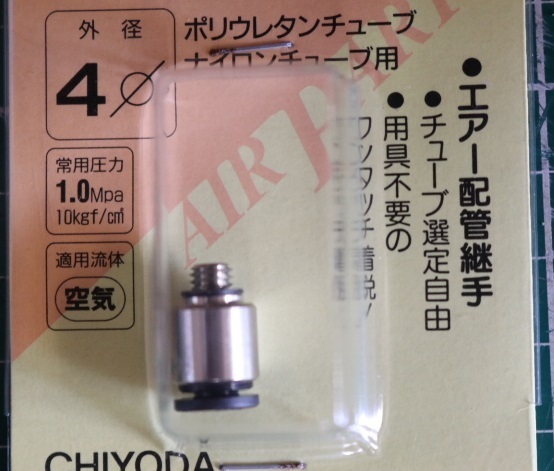 外径
4⌀
ポリウレタンチューブ
ナイロンチューブ用
常用圧力
1.0Mpa
10kgf/c㎡
適用流体
空気
AIR PART
●エアー配管継手
●チューブ選定自由
●用具不要の
ワンタッチ着脱!
CHIYODA